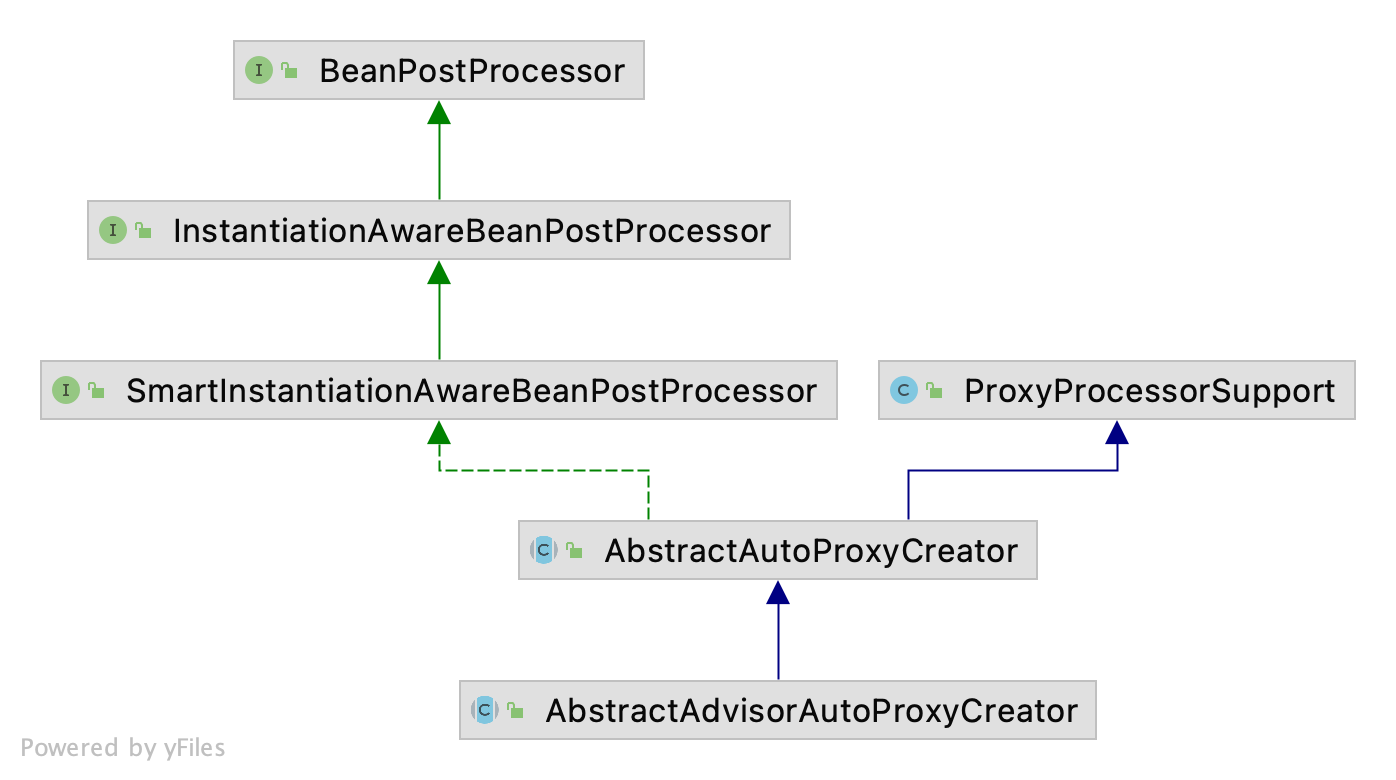 I BeanPostProcessor
I InstantiationAwareBeanPostProcessor
I SmartInstantiationAwareBeanPostProcessor
C ProxyProcessorSupport
C AbstractAutoProxyCreator
C AbstractAdvisorAutoProxyCreator
Powered by yFiles